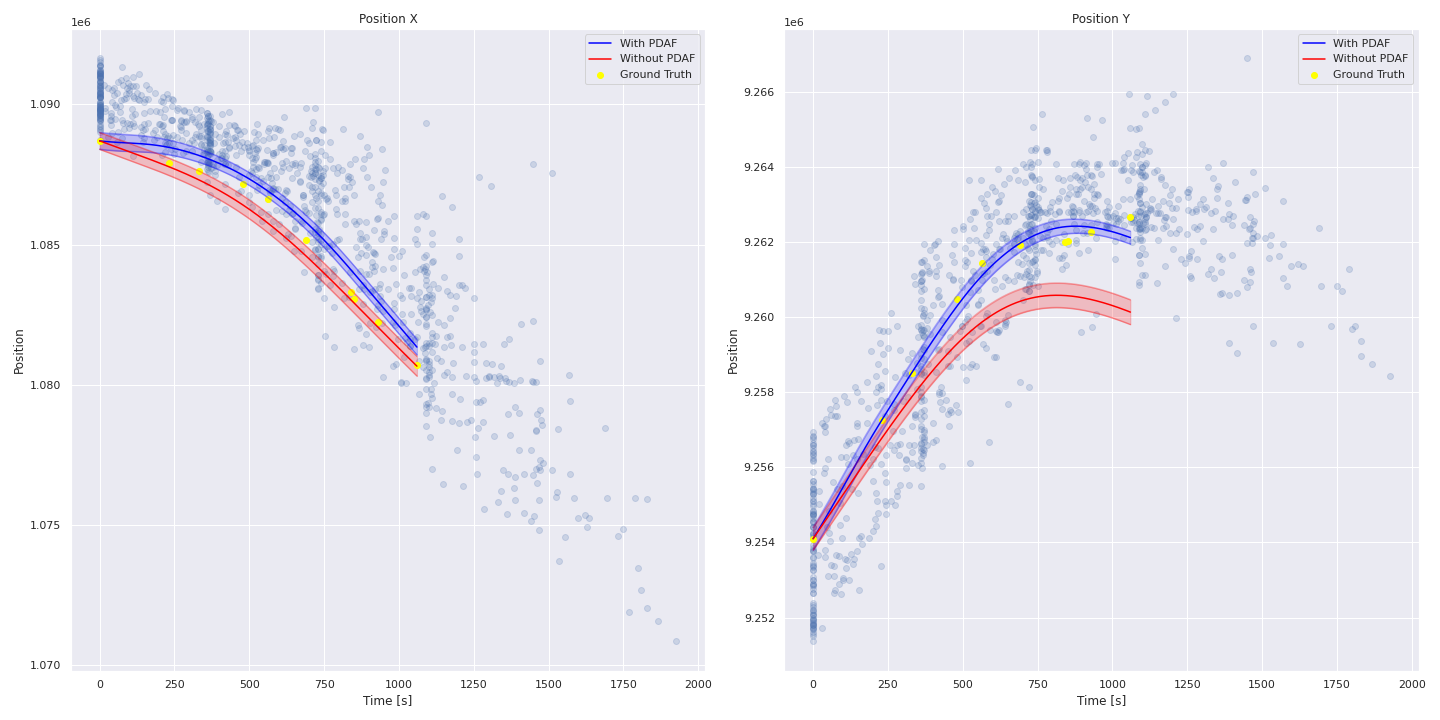 Position X
1e6
With PDAF
Without PDAF
Ground Truth
1.090
1.085
1.080
1.075
1.070
Position
0 250 500 750 1000 1250 1500 1750 2000
Time [s]
Position Y
1e6
With PDAF
Without PDAF
Ground Truth
9.266
9.264
9.262
9.260
9.258
9.256
9.254
9.252
Position
0 250 500 750 1000 1250 1500 1750 2000
Time [s]